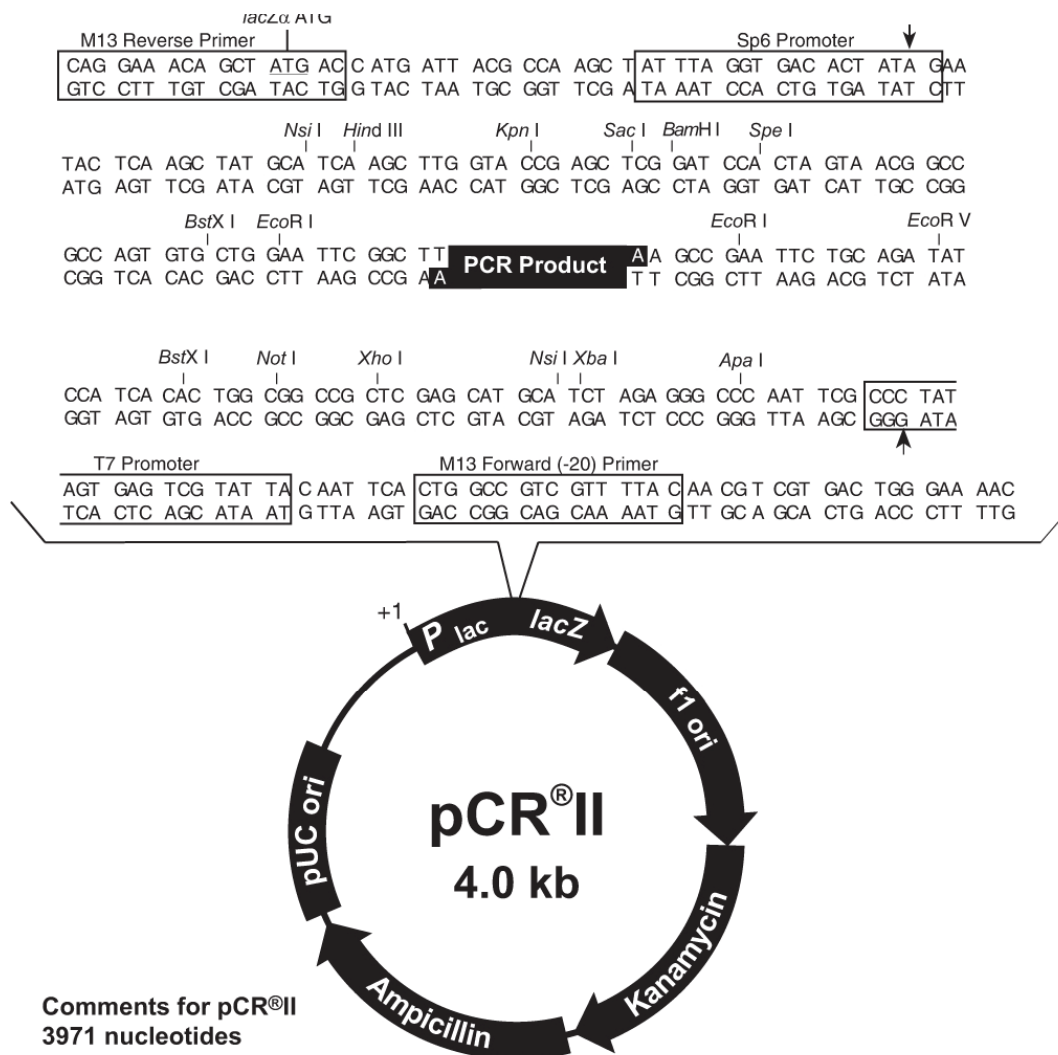 lacZα ATG
M13 Reverse Primer
Sp6 Promoter
CAG GAA ACA GCT ATG AC C ATG ATT ACG CCA AGC T AT TTA GGT GAC ACT ATA G AA
GTC CTT TGT CGA TAC TG G TAC TAA TGC GGT TCG A TA AAT CCA CTG TGA TAT C TT
Nsi I Hind III Kpn I Sac I BamH I Spe I
TAC TCA AGC TAT GCA TCA AGC TTG GTA CCG AGC TCG GAT CCA CTA GTA ACG GCC
ATG AGT TCG ATA CGT AGT TCG AAC CAT GGC TCG AGC CTA GGT GAT CAT TGC CGG
BstX I EcoR I EcoR I EcoR V
GCC AGT GTG CTG GAA TTC GGC TT PCR Product A A GCC GAA TTC TGC AGA TAT
CGG TCA CAC GAC CTT AAG CCG A A T T CGG CTT AAG ACG TCT ATA
BstX I Not I Xho I Nsi I Xba I Apa I
CCA TCA CAC TGG CGG CCG CTC GAG CAT GCA TCT AGA GGG CCC AAT TCG CCC TAT
GGT AGT GTG ACC GCC GGC GAG CTC GTA CGT AGA TCT CCC GGG TTA AGC GGG ATA
T7 Promoter M13 Forward (-20) Primer
AGT GAG TCG TAT TA C AAT TCA CTG GCC GTC GTT TTA C AA CGT CGT GAC TGG GAA AAC
TCA CTC AGC ATA AT G TTA AGT GAC CGG CAG CAA AAT G TT GCA GCA CTG ACC CTT TTG
+1
P lac lacZ
f1 ori
Kanamycin
Ampicillin
pUC ori
pCR®II
4.0 kb
Comments for pCR®II
3971 nucleotides